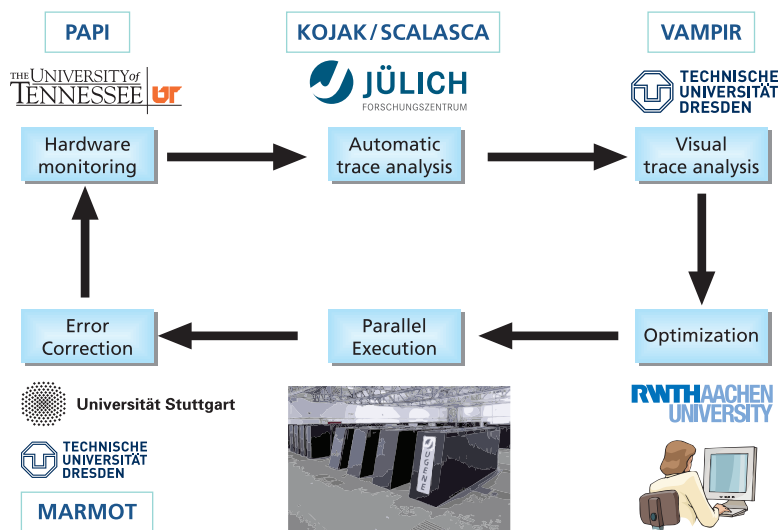 PAPI
KOJAK/SCALASCA
VAMPIR
THE UNIVERSITY of
TENNESSEE UT
JÜLICH
FORSCHUNGSZENTRUM
TECHNISCHE
UNIVERSITÄT
DRESDEN
Hardware
monitoring
Automatic
trace analysis
Visual
trace analysis
Error
Correction
Parallel
Execution
Optimization
Universität Stuttgart
TECHNISCHE
UNIVERSITÄT
DRESDEN
MARMOT
JUGENE
RWTHAACHEN
UNIVERSITY